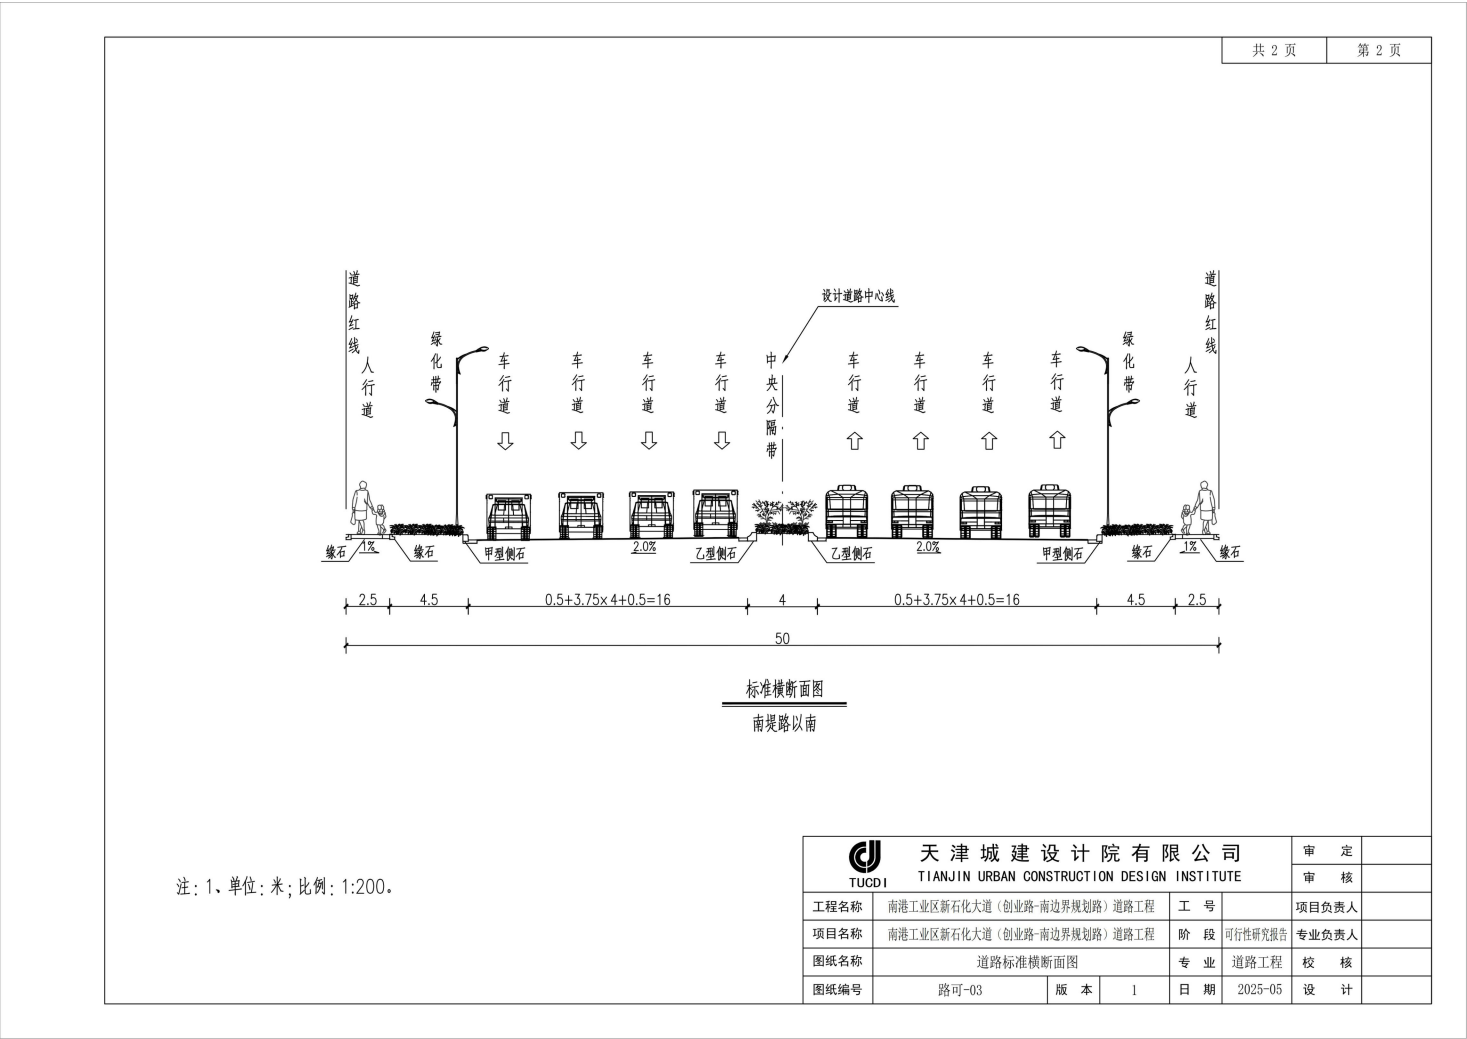 共 2 页
第 2 页
设计道路中心线
道路红线
人行道
绿化带
车行道
车行道
车行道
车行道
中央分隔带
车行道
车行道
车行道
车行道
绿化带
人行道
道路红线
缘石
1%
缘石
甲型侧石
2.0%
乙型侧石
乙型侧石
2.0%
甲型侧石
缘石
1%
缘石
2.5
4.5
0.5+3.75x4+0.5=16
4
0.5+3.75x4+0.5=16
4.5
2.5
50
标准横断面图
南堤路以南
注：1、单位：米；比例：1:200。
TUCDI
天津城建设计院有限公司
TIANJIN URBAN CONSTRUCTION DESIGN INSTITUTE
审 定
审 核
工程名称 南港工业区新石化大道（创业路-南边界规划路）道路工程 工 号 项目负责人
项目名称 南港工业区新石化大道（创业路-南边界规划路）道路工程 阶 段 可行性研究报告 专业负责人
图纸名称 道路标准横断面图 专 业 道路工程 校 核
图纸编号 路可-03 版 本 1 日 期 2025-05 设 计